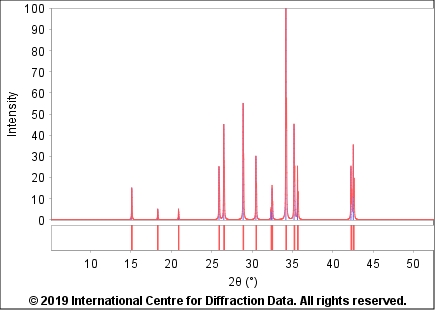 100
90
80
70
60
50
40
30
20
10
0
Intensity
10 15 20 25 30 35 40 45 50
2θ (°)
© 2019 International Centre for Diffraction Data. All rights reserved.